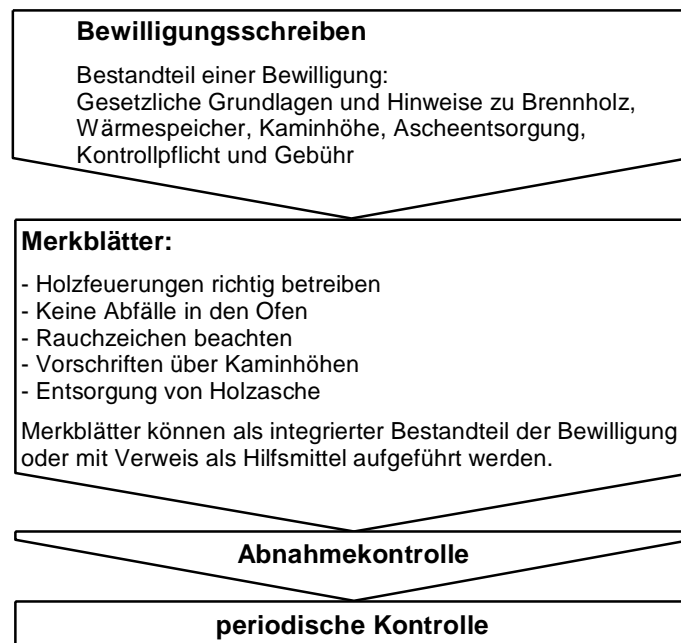 Bewilligungsschreiben
Bestandteil einer Bewilligung:
Gesetzliche Grundlagen und Hinweise zu Brennholz,
Wärmespeicher, Kaminhöhe, Ascheentsorgung,
Kontrollpflicht und Gebühr
Merkblätter:
- Holzfeuerungen richtig betreiben
- Keine Abfälle in den Ofen
- Rauchzeichen beachten
- Vorschriften über Kaminhöhen
- Entsorgung von Holzasche
Merkblätter können als integrierter Bestandteil der Bewilligung
oder mit Verweis als Hilfsmittel aufgeführt werden.
Abnahmekontrolle
periodische Kontrolle